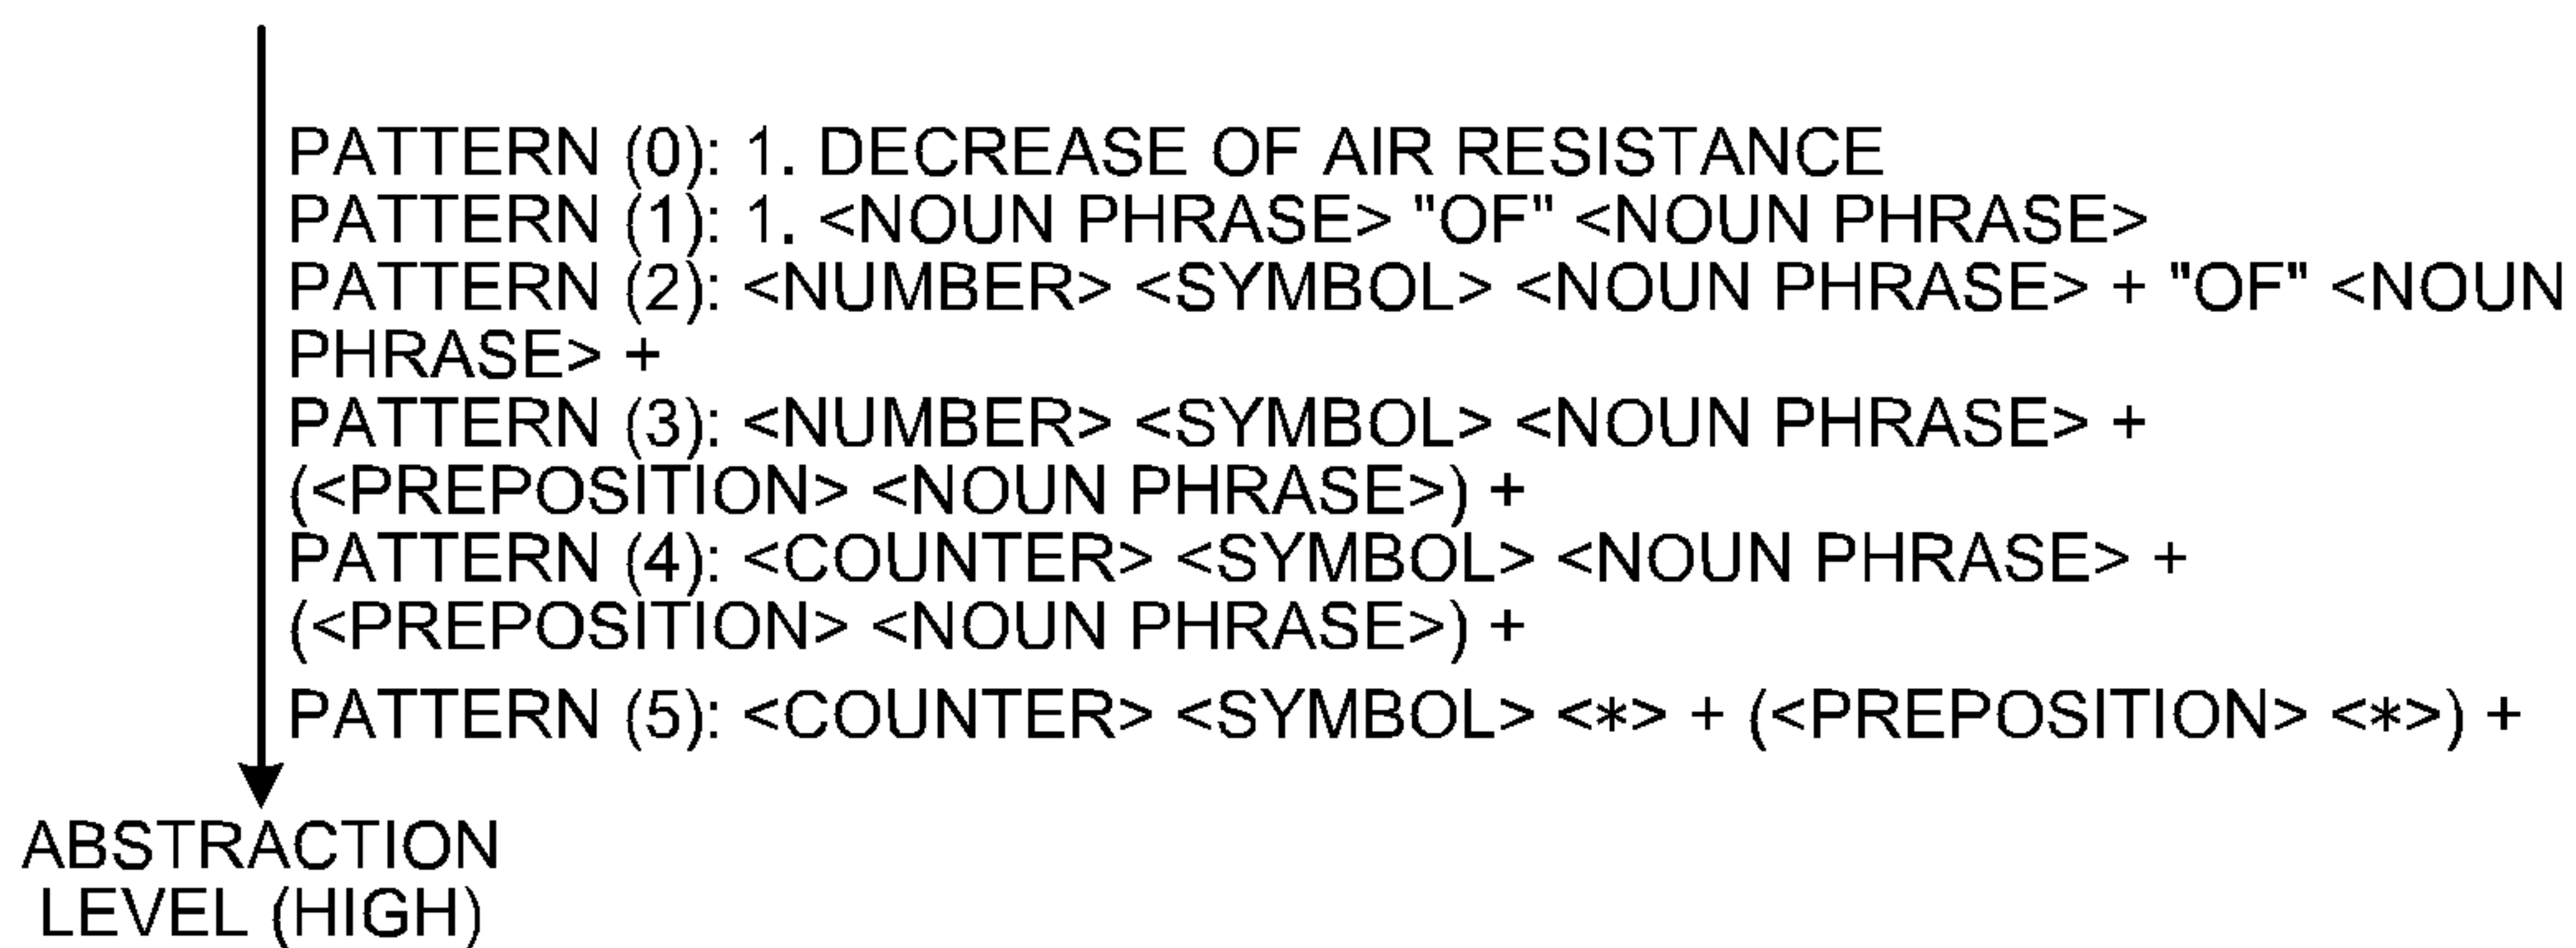 PATTERN (0): 1. DECREASE OF AIR RESISTANCE
PATTERN (1): 1. <NOUN PHRASE> "OF" <NOUN PHRASE>
PATTERN (2): <NUMBER> <SYMBOL> <NOUN PHRASE> + "OF" <NOUN
PHRASE> +
PATTERN (3): <NUMBER> <SYMBOL> <NOUN PHRASE> +
(<PREPOSITION> <NOUN PHRASE>) +
PATTERN (4): <COUNTER> <SYMBOL> <NOUN PHRASE> +
(<PREPOSITION> <NOUN PHRASE>) +
PATTERN (5): <COUNTER> <SYMBOL> <*> + (<PREPOSITION> <*>) +
ABSTRACTION
LEVEL (HIGH)